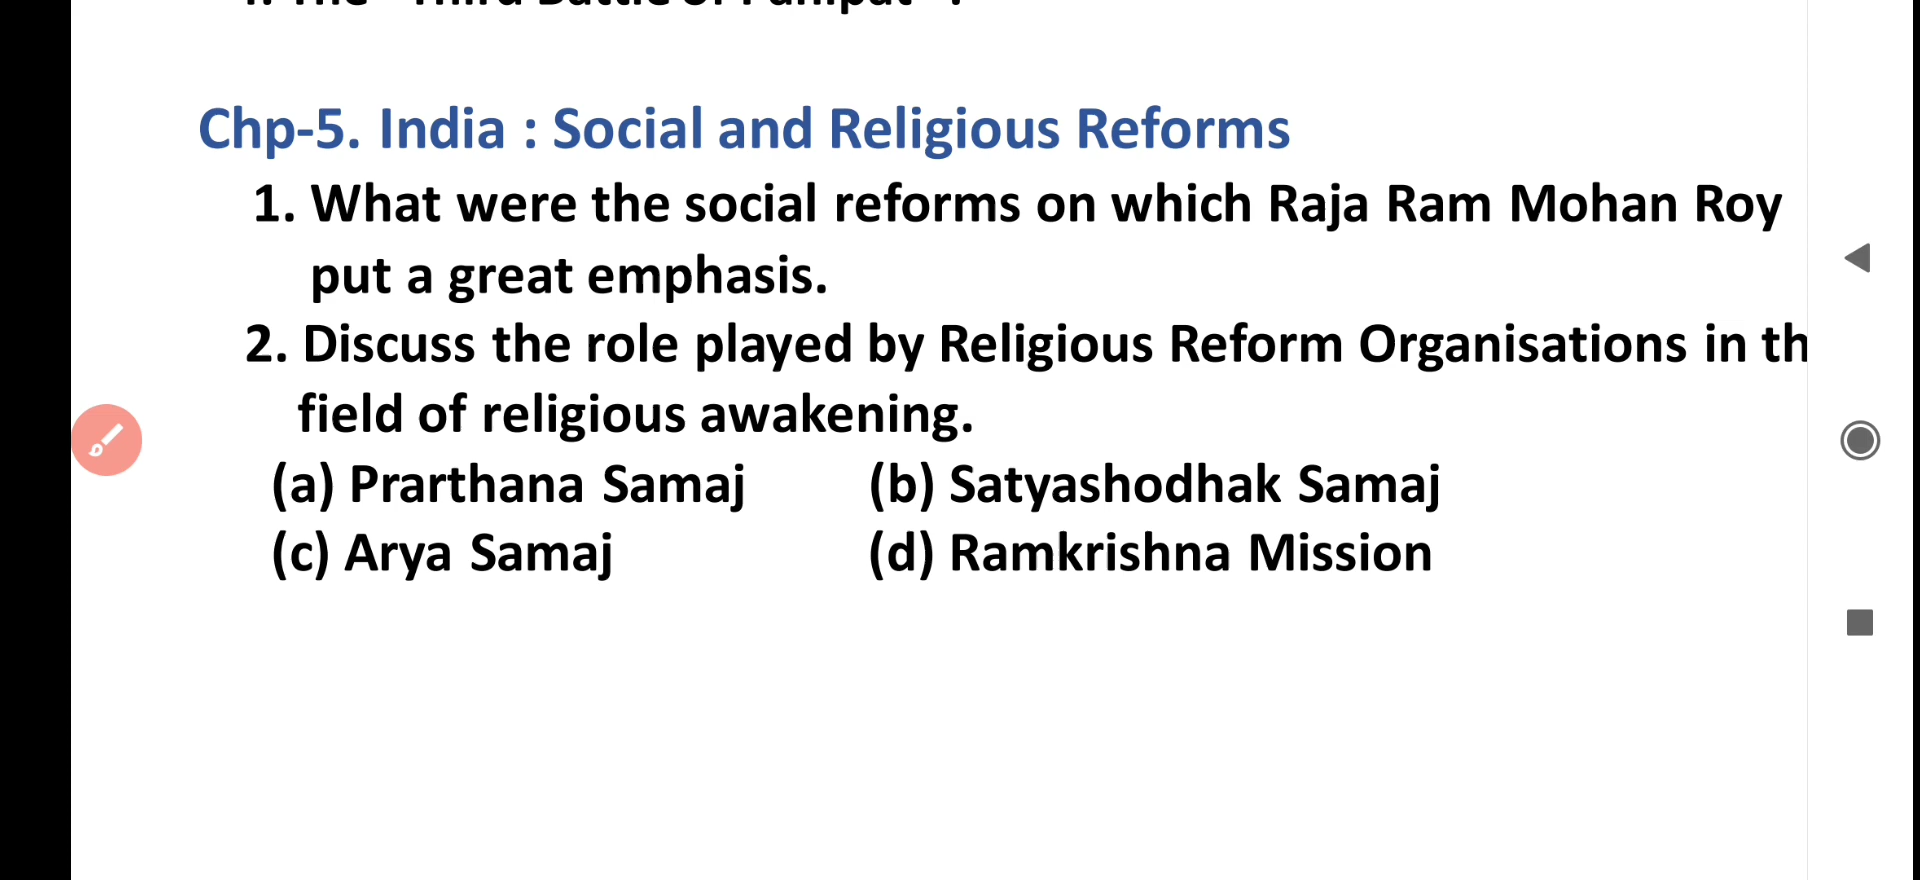 Chp-5. India : Social and Religious Reforms
1. What were the social reforms on which Raja Ram Mohan Roy
put a great emphasis.
2. Discuss the role played by Religious Reform Organisations in th
field of religious awakening.
(a) Prarthana Samaj (b) Satyashodhak Samaj
(c) Arya Samaj (d) Ramkrishna Mission